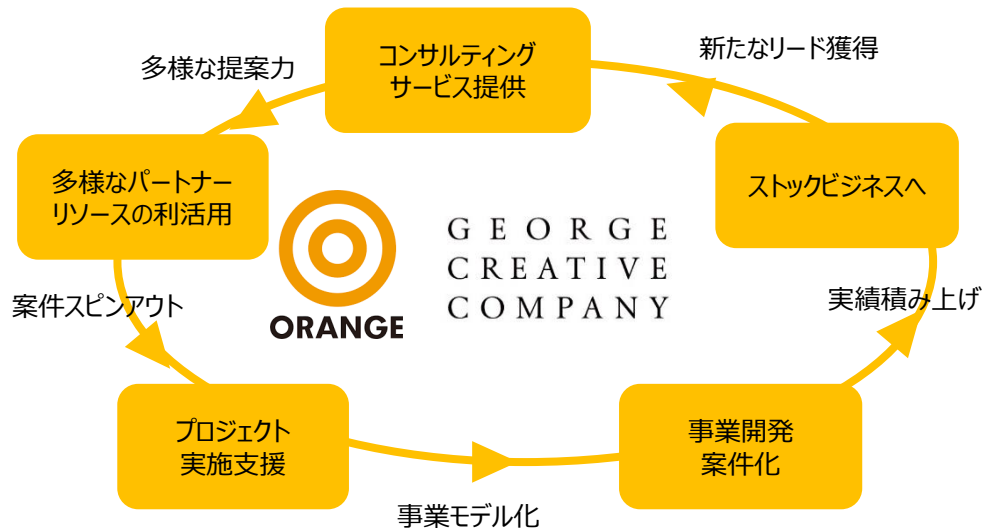 コンサルティング
サービス提供
新たなリード獲得
多様な提案力
多様なパートナー
リソースの利活用
ストックビジネスへ
ORANGE
GEORGE
CREATIVE
COMPANY
案件スピンアウト
実績積み上げ
プロジェクト
実施支援
事業開発
案件化
事業モデル化